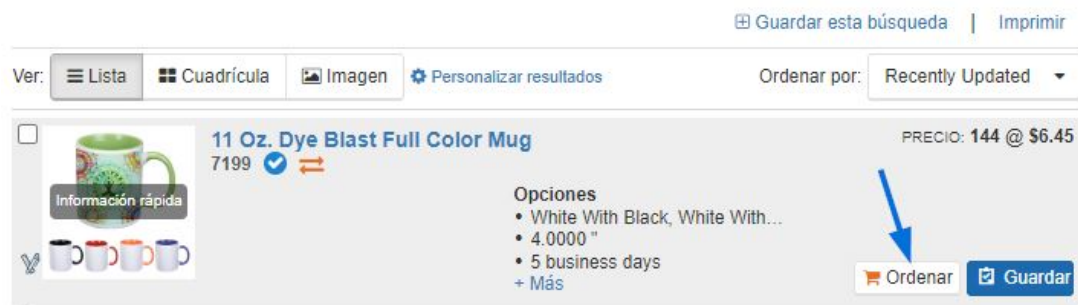 Guardar esta búsqueda | Imprimir
Ver: Lista Cuadrícula Imagen Personalizar resultados Ordenar por: Recently Updated
11 Oz. Dye Blast Full Color Mug PRECIO: 144 @ $6.45
7199
Información rápida
Opciones
• White With Black, White With…
• 4.0000 "
• 5 business days
+ Más
Ordenar Guardar